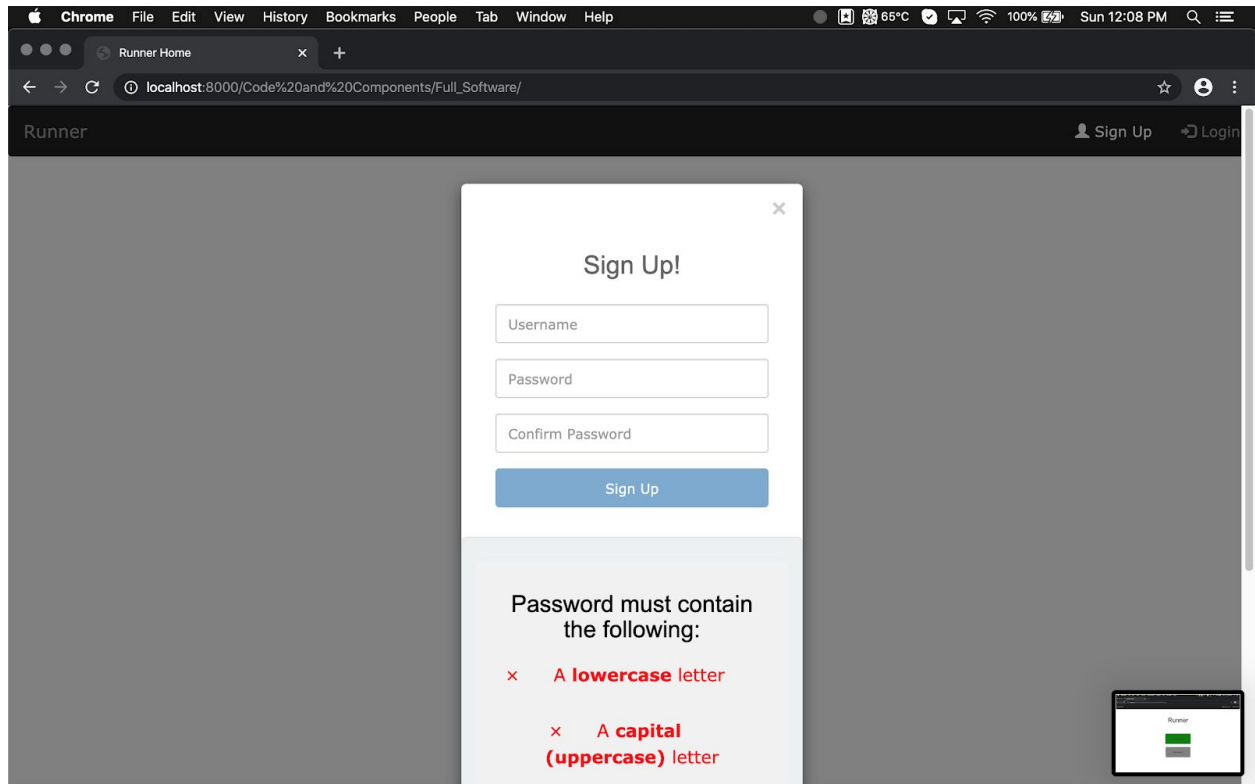 Chrome File Edit View History Bookmarks People Tab Window Help 65°C 100% Sun 12:08 PM
Runner Home
localhost:8000/Code%20and%20Components/Full_Software/
Runner Sign Up Login
×
Sign Up!
Username
Password
Confirm Password
Sign Up
Password must contain
the following:
× A lowercase letter
× A capital
(uppercase) letter
Runner